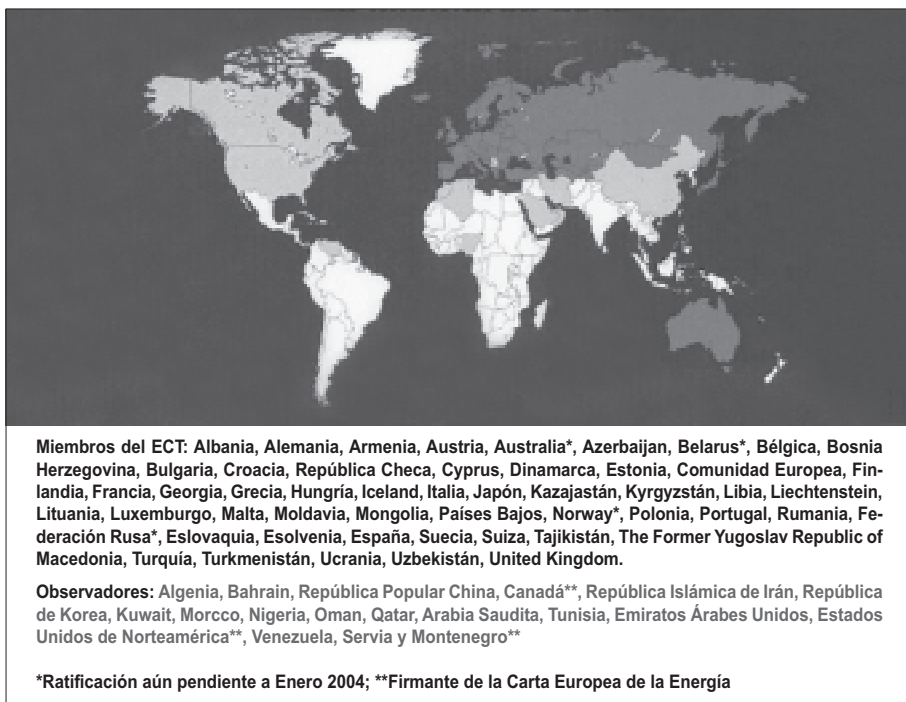 Miembros del ECT: Albania, Alemania, Armenia, Austria, Australia*, Azerbaijan, Belarus*, Bélgica, Bosnia
Herzegovina, Bulgaria, Croacia, República Checa, Cyprus, Dinamarca, Estonia, Comunidad Europea, Fin-
landia, Francia, Georgia, Grecia, Hungría, Iceland, Italia, Japón, Kazajastán, Kyrgyzstán, Libia, Liechtenstein,
Lituania, Luxemburgo, Malta, Moldavia, Mongolia, Países Bajos, Norway*, Polonia, Portugal, Rumania, Fe-
deración Rusa*, Eslovaquia, Esolvenia, España, Suecia, Suiza, Tajikistán, The Former Yugoslav Republic of
Macedonia, Turquía, Turkmenistán, Ucrania, Uzbekistán, United Kingdom.
Observadores: Algenia, Bahrain, República Popular China, Canadá**, República Islámica de Irán, República
de Korea, Kuwait, Morcco, Nigeria, Oman, Qatar, Arabia Saudita, Tunisia, Emiratos Árabes Unidos, Estados
Unidos de Norteamérica**, Venezuela, Servia y Montenegro**
*Ratificación aún pendiente a Enero 2004; **Firmante de la Carta Europea de la Energía